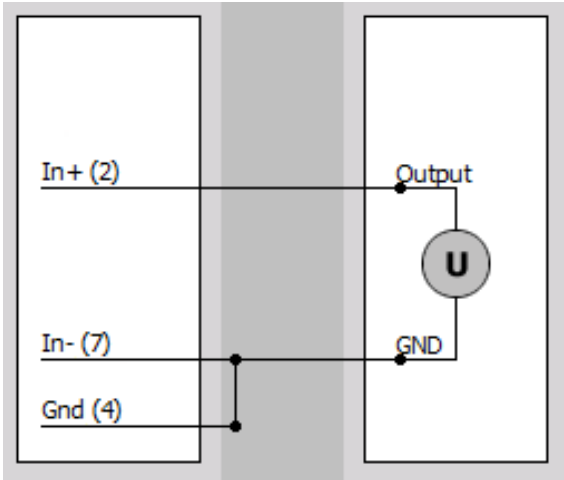 In+ (2)
Output
U
In- (7)
GND
Gnd (4)